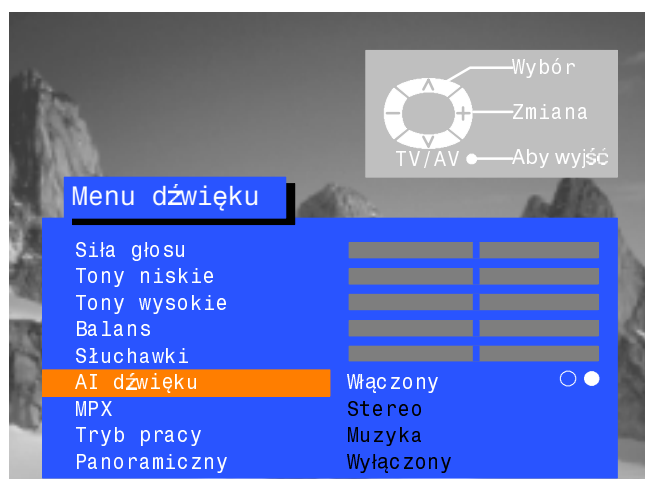 Wybór
Zmiana
TV/AV Aby wyjść
Menu dźwięku
Siła głosu
Tony niskie
Tony wysokie
Balans
Słuchawki
AI dźwięku Włączony
MPX Stereo
Tryb pracy Muzyka
Panoramiczny Wyłączony